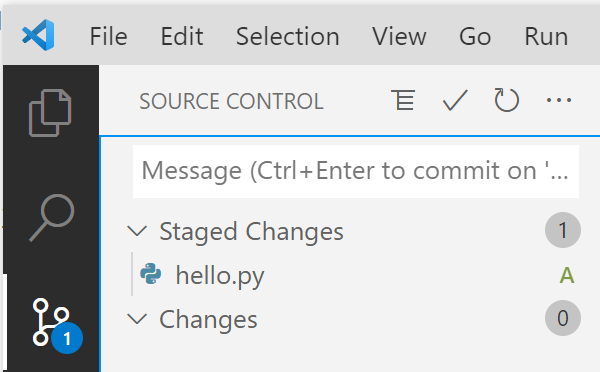 File Edit Selection View Go Run
SOURCE CONTROL ...
Message (Ctrl+Enter to commit on '...
Staged Changes 1
hello.py A
Changes 0
1